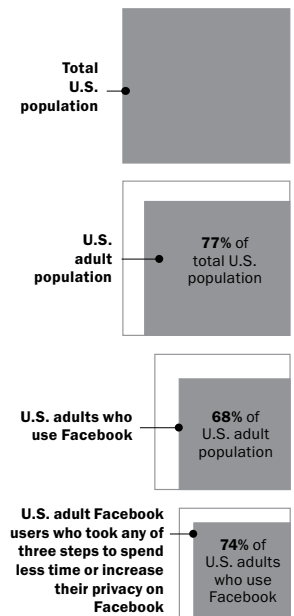 Total
U.S.
population
U.S.
adult
population
77% of
total U.S.
population
U.S. adults who
use Facebook
68% of
U.S. adult
population
U.S. adult Facebook
users who took any of
three steps to spend
less time or increase
their privacy on
Facebook
74% of
U.S. adults
who use
Facebook